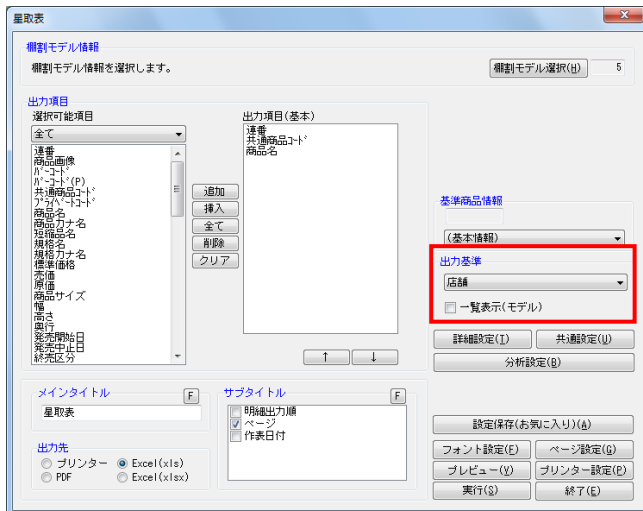 星取表
棚割モデル情報
棚割モデル情報を選択します。
棚割モデル選択(H)
5
出力項目
選択可能項目
全て
連番
商品画像
バーコード
バーコード(P)
共通商品コード
プライベートコード
商品名
商品カナ名
短縮品名
規格名
規格カナ名
標準価格
売価
原価
商品サイズ
幅
高さ
奥行
発売開始日
発売中止日
終売区分
追加
挿入
全て
削除
クリア
出力項目(基本)
連番
共通商品コード
商品名
↑
↓
基準商品情報
(基本情報)
出力基準
店舗
一覧表示(モデル)
詳細設定(I)
共通設定(U)
分析設定(B)
メインタイトル
F
星取表
出力先
プリンター
Excel(xls)
PDF
Excel(xlsx)
サブタイトル
F
明細出力順
ページ
作表日付
設定保存(お気に入り)(A)
フォント設定(F)
ページ設定(G)
プレビュー(V)
プリンター設定(P)
実行(S)
終了(E)